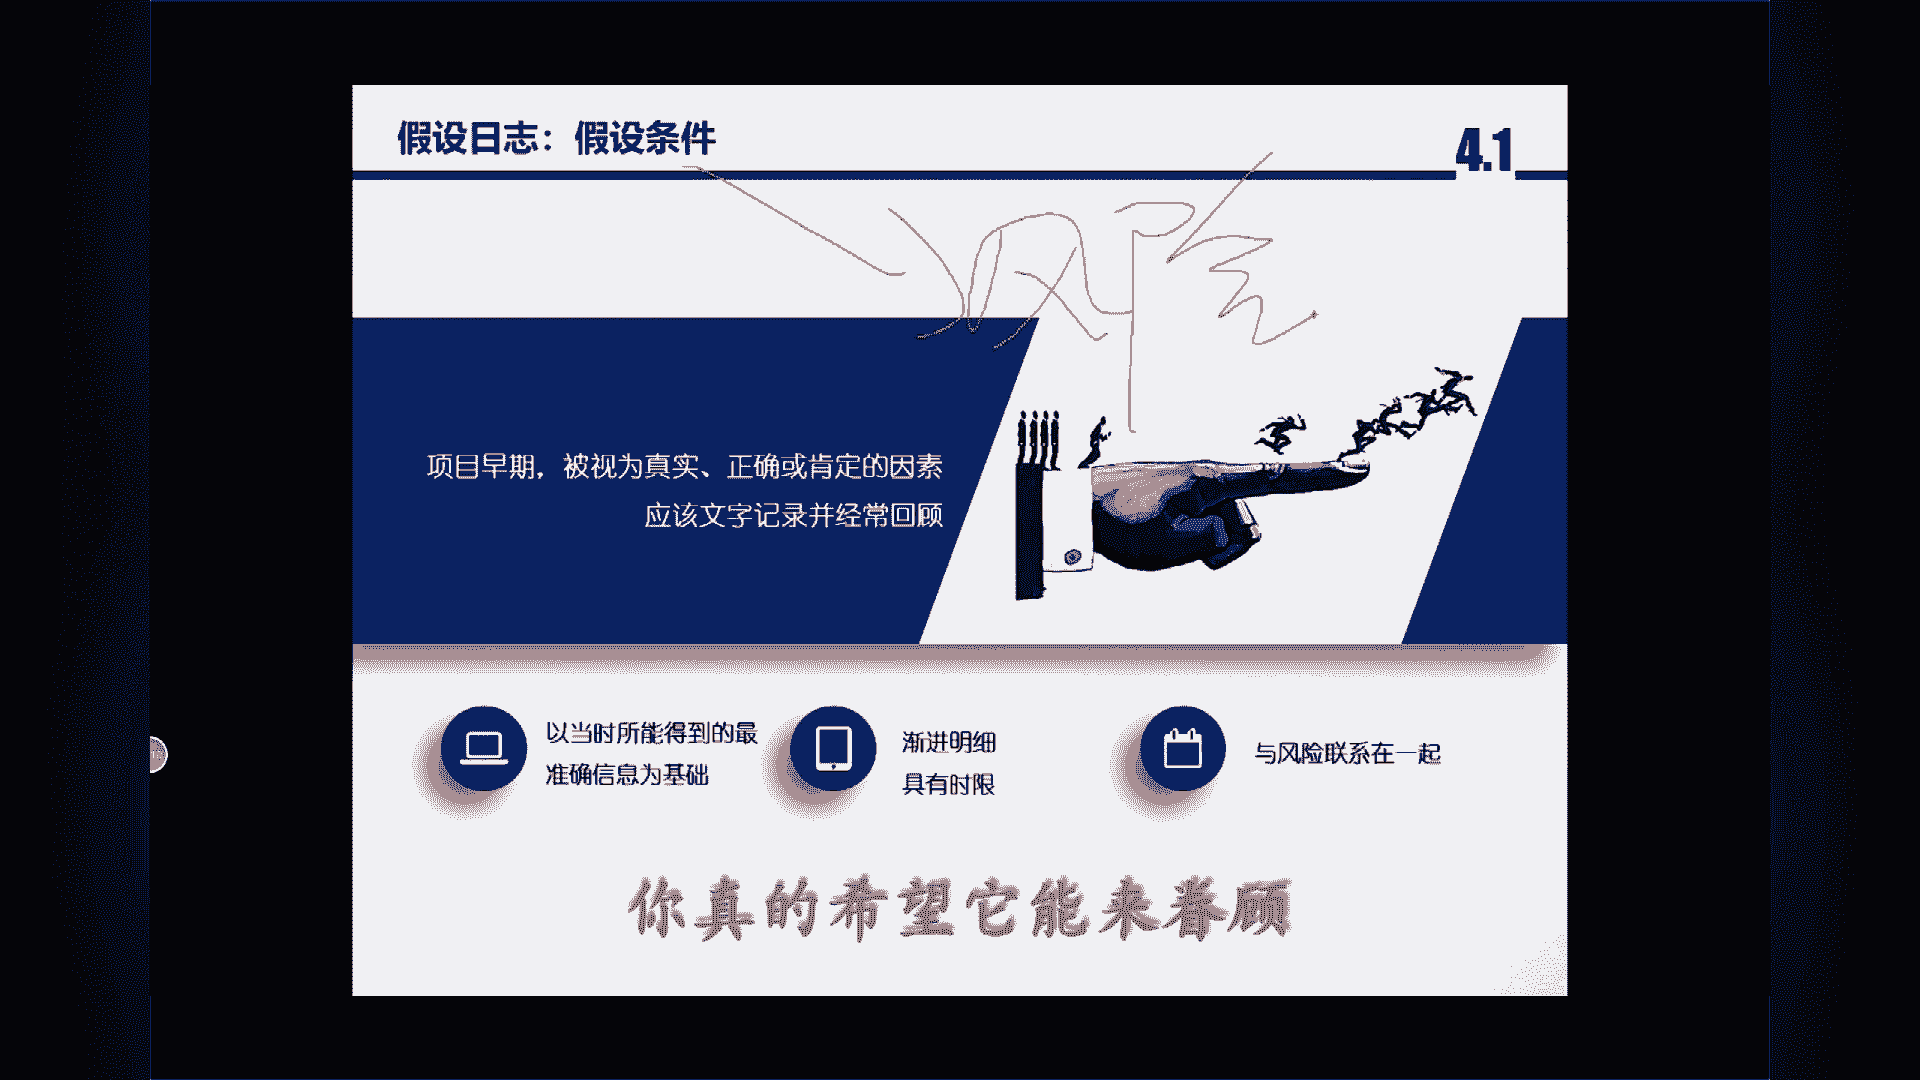 假设日志：假设条件
4.1
风险
项目早期，被视为真实、正确或肯定的因素
应该文字记录并经常回顾
以当时所能得到的最
准确信息为基础
渐进明细
具有时限
与风险联系在一起
你真的希望它能来眷顾